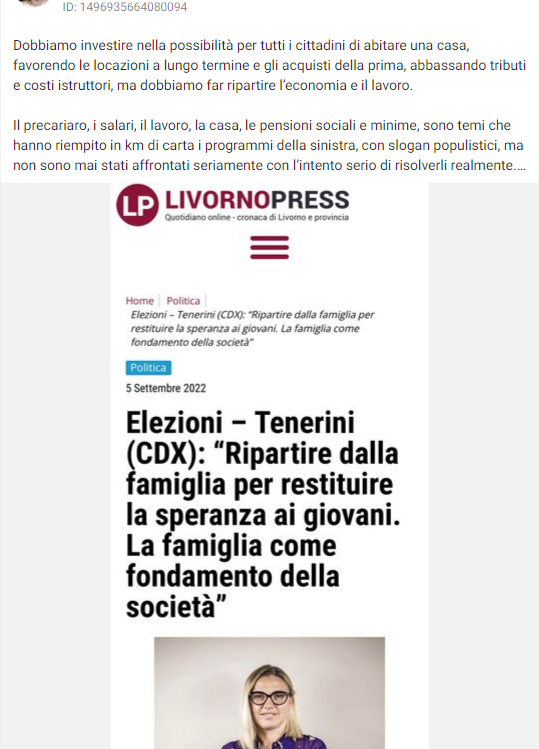 ID: 1496935664080094
Dobbiamo investire nella possibilità per tutti i cittadini di abitare una casa,
favorendo le locazioni a lungo termine e gli acquisti della prima, abbassando tributi
e costi istruttori, ma dobbiamo far ripartire l’economia e il lavoro.
Il precariaro, i salari, il lavoro, la casa, le pensioni sociali e minime, sono temi che
hanno riempito in km di carta i programmi della sinistra, con slogan populistici, ma
non sono mai stati affrontati seriamente con l’intento serio di risolverli realmente....
LP LIVORNOPRESS
Quotidiano online - cronaca di Livorno e provincia
Home Politica
Elezioni – Tenerini (CDX): “Ripartire dalla famiglia per
restituire la speranza ai giovani. La famiglia come
fondamento della società”
Politica
5 Settembre 2022
Elezioni – Tenerini
(CDX): “Ripartire dalla
famiglia per restituire
la speranza ai giovani.
La famiglia come
fondamento della
società”